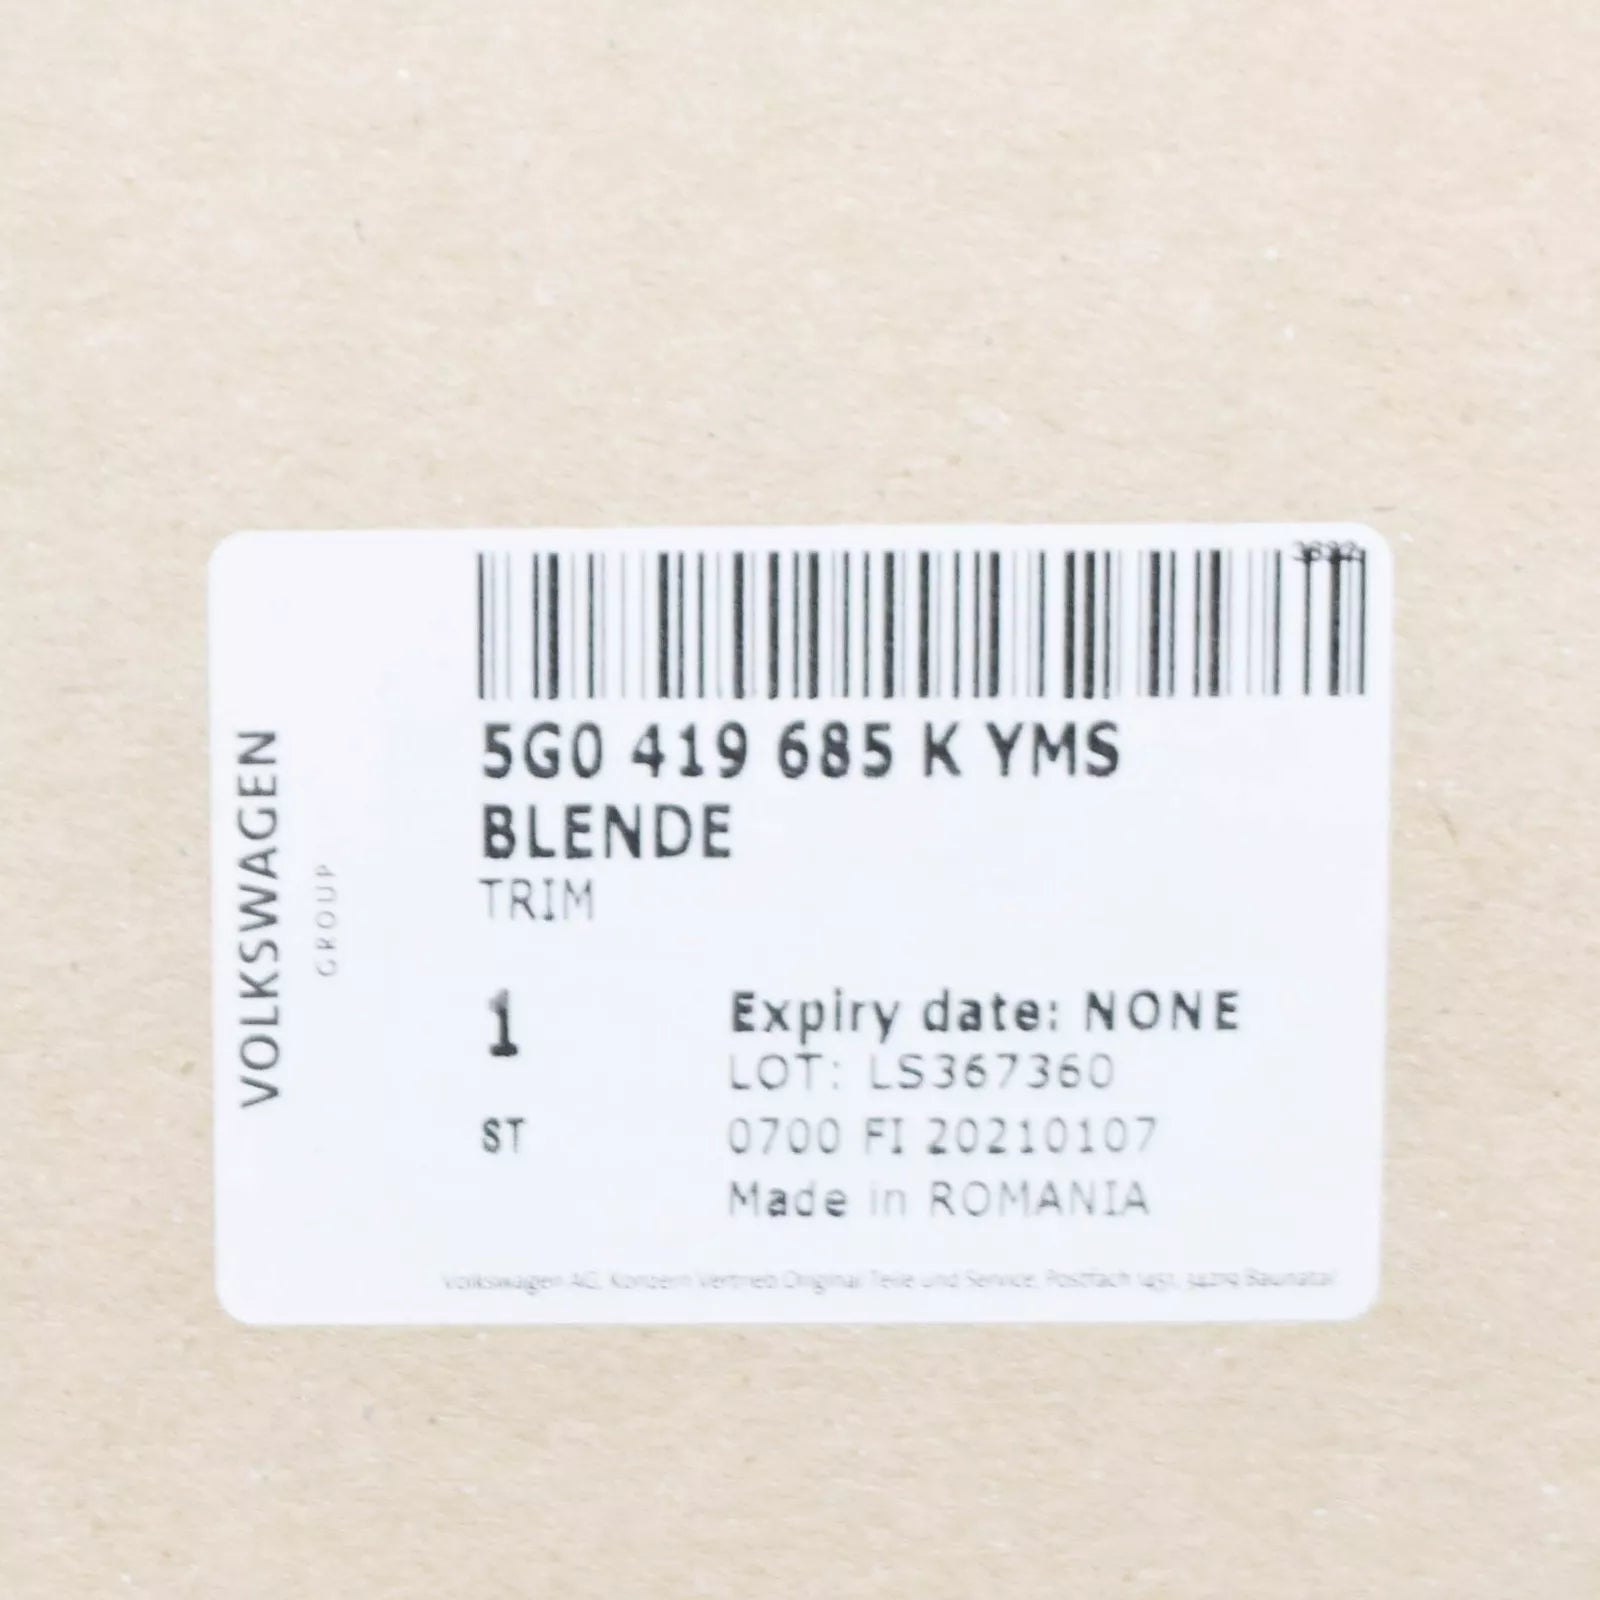 VOLKSWAGEN
GROUP
5G0 419 685 K YMS
BLENDE
TRIM
1
Expiry date: NONE
LOT: LS367360
ST
0700 FI 20210107
Made in ROMANIA
Volkswagen AG, Konzern Vertrieb Original Teile und Service, Postfach 1451, 34219 Baunatal